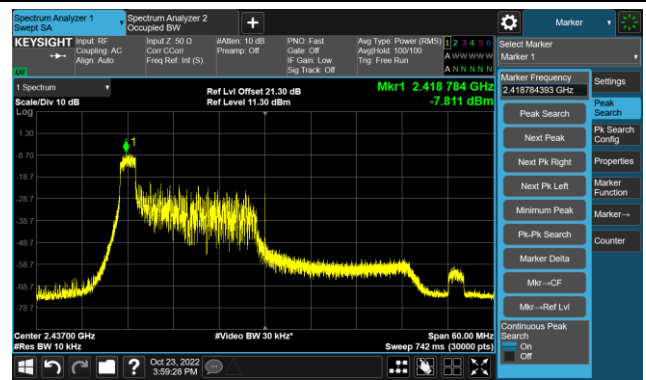 Spectrum Analyzer 1
Swept SA
Spectrum Analyzer 2
Occupied BW
+
Marker
KEYSIGHT
Input: RF
Coupling: AC
Align: Auto
Input Z: 50 Ω
Corr CCorr
Freq Ref: Int (S)
#Atten: 10 dB
Preamp: Off
PNO: Fast
Gate: Off
IF Gain: Low
Sig Track: Off
Avg Type: Power (RMS)
Avg|Hold: 100/100
Trig: Free Run
1 2 3 4 5 6
A W W W W W
A N N N N N
LW
Select Marker
Marker 1
1 Spectrum
Scale/Div 10 dB
Log
Ref Lvl Offset 21.30 dB
Ref Level 11.30 dBm
Mkr1 2.418 784 GHz
-7.811 dBm
1
1.30
-8.70
-18.7
-28.7
-38.7
-48.7
-58.7
-68.7
-78.7
Center 2.43700 GHz
#Res BW 10 kHz
#Video BW 30 kHz*
Span 60.00 MHz
Sweep 742 ms (30000 pts)
Marker Frequency
2.418784393 GHz
Peak Search
Next Peak
Next Pk Right
Next Pk Left
Minimum Peak
Pk-Pk Search
Marker Delta
Mkr→CF
Mkr→Ref Lvl
Continuous Peak
Search
On
Off
Settings
Peak
Search
Pk Search
Config
Properties
Marker
Function
Marker→
Counter
?
Oct 23, 2022
3:59:28 PM